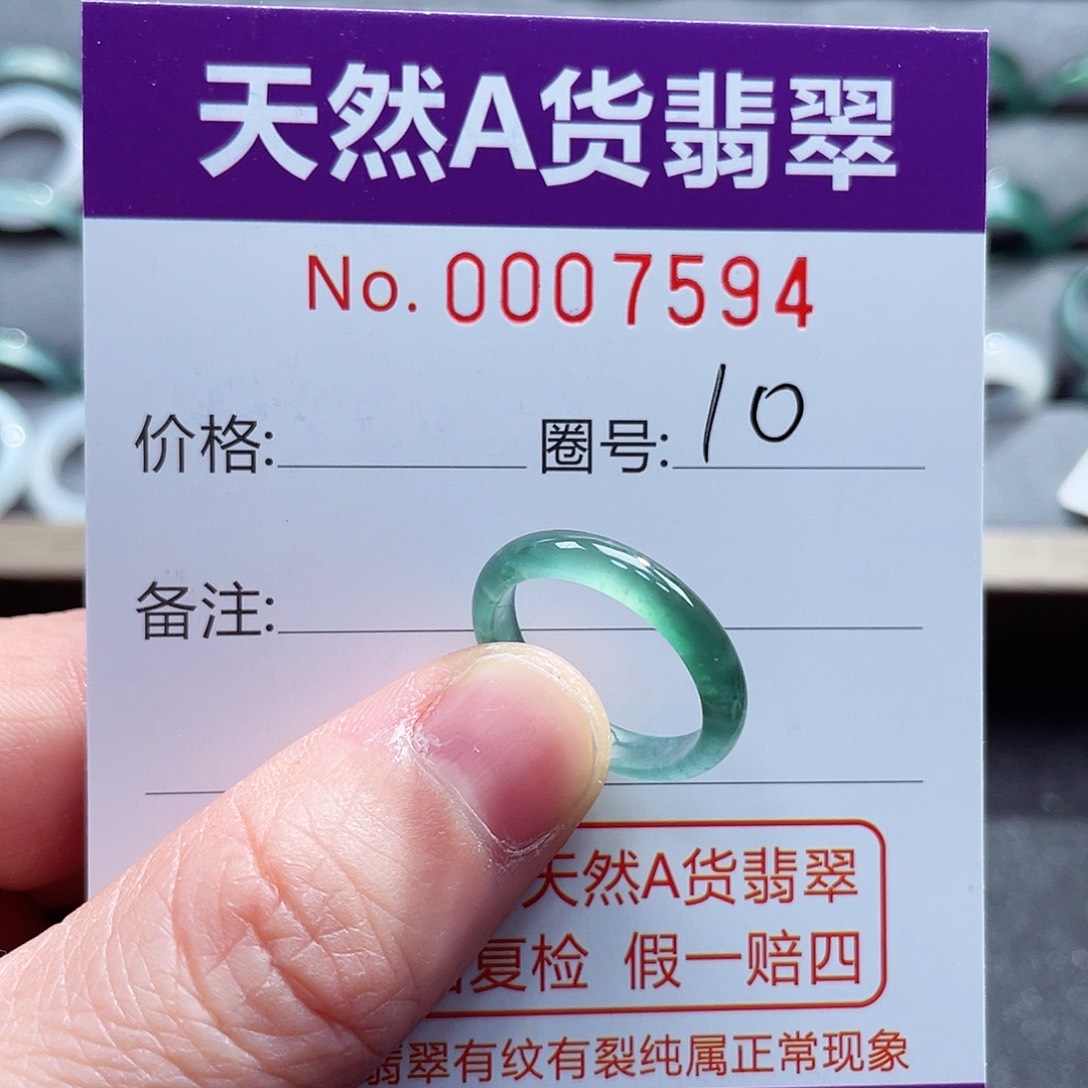 天然A货翡翠
No. 0007594
价格: 圈号: 10
备注:
天然A货翡翠
复检 假一赔四
翡翠有纹有裂纯属正常现象